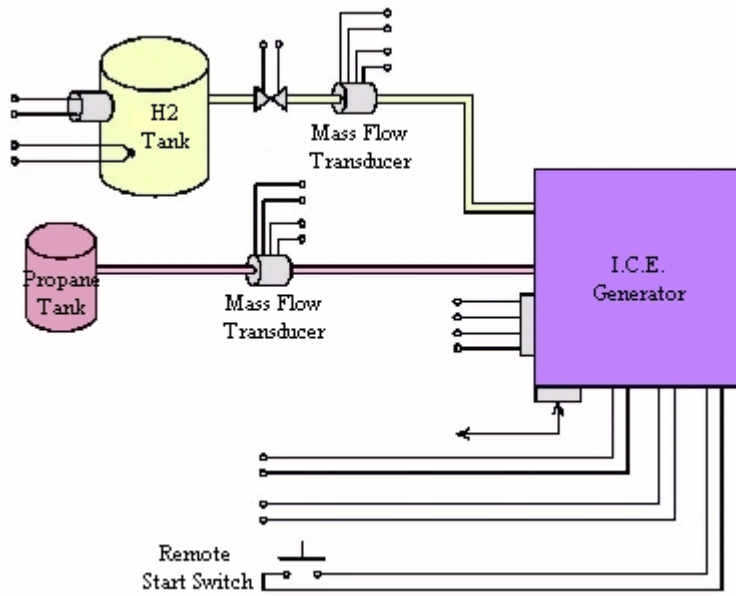 H2
Tank
Mass Flow
Transducer
Propane
Tank
Mass Flow
Transducer
I.C.E.
Generator
Remote
Start Switch